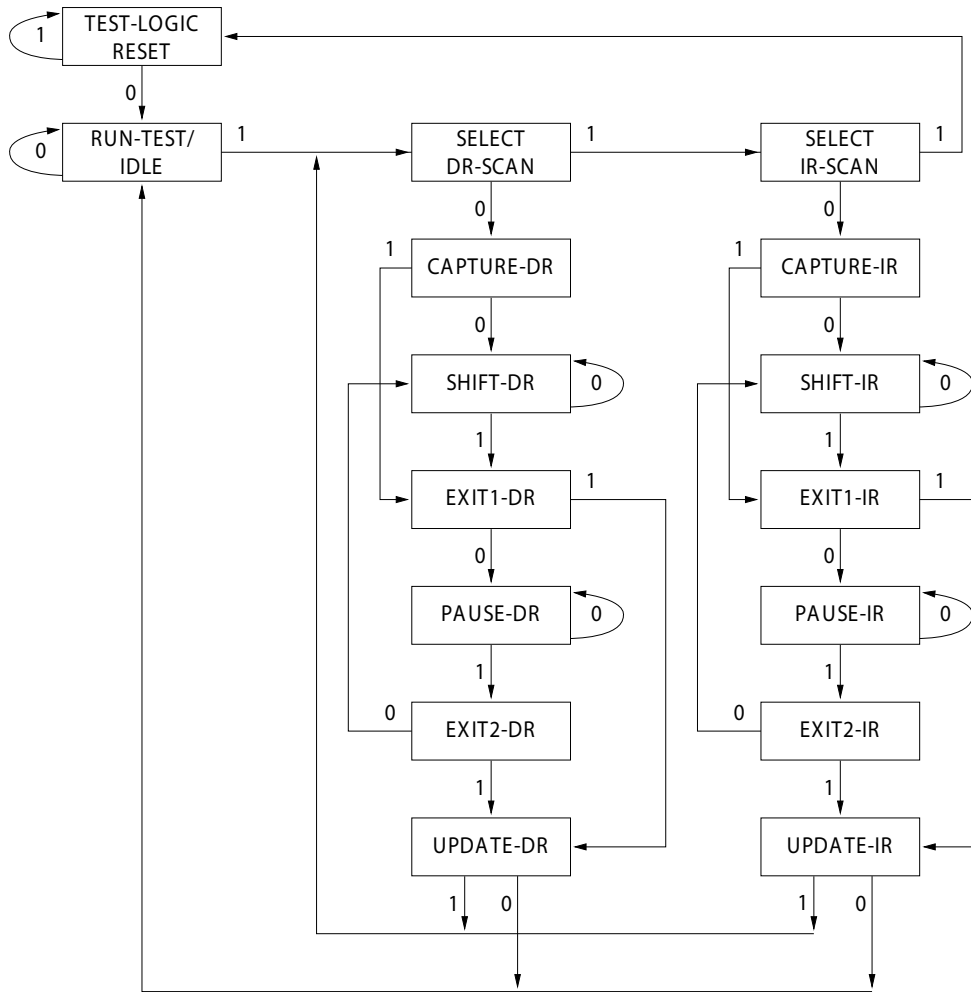 TEST-LOGIC
RESET
1
0
RUN-TEST/
IDLE
0
1
SELECT
DR-SCAN
1
SELECT
IR-SCAN
1
0
0
1
CAPTURE-DR
1
CAPTURE-IR
0
0
SHIFT-DR
0
SHIFT-IR
0
1
1
EXIT1-DR
1
EXIT1-IR
1
0
0
PAUSE-DR
0
PAUSE-IR
0
1
1
0
EXIT2-DR
0
EXIT2-IR
1
1
UPDATE-DR
UPDATE-IR
1
0
1
0